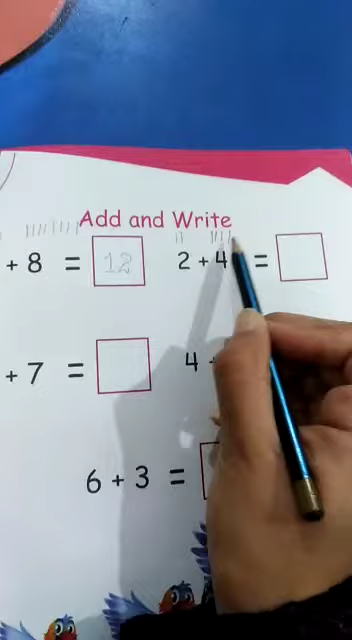 Add and Write
+ 8 = 12 2 + 4 =
+ 7 = 4
6 + 3 =